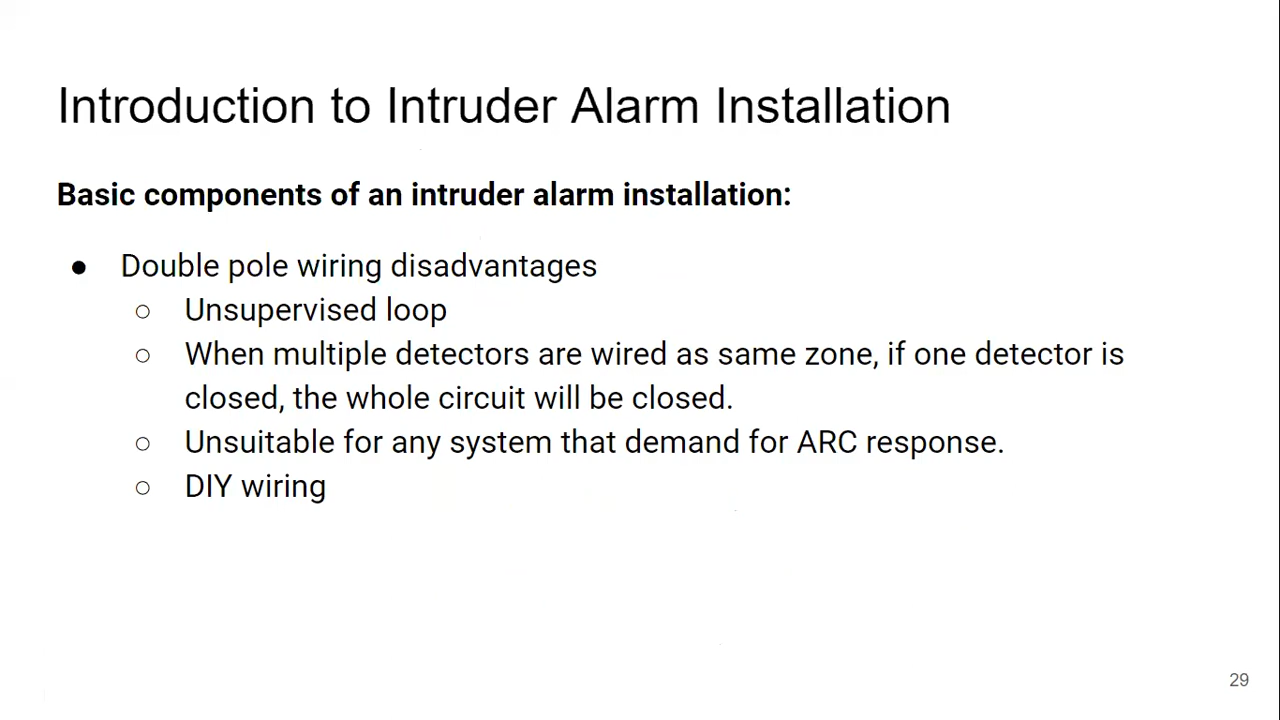 Introduction to Intruder Alarm Installation
Basic components of an intruder alarm installation:
● Double pole wiring disadvantages
○ Unsupervised loop
○ When multiple detectors are wired as same zone, if one detector is
closed, the whole circuit will be closed.
○ Unsuitable for any system that demand for ARC response.
○ DIY wiring
29